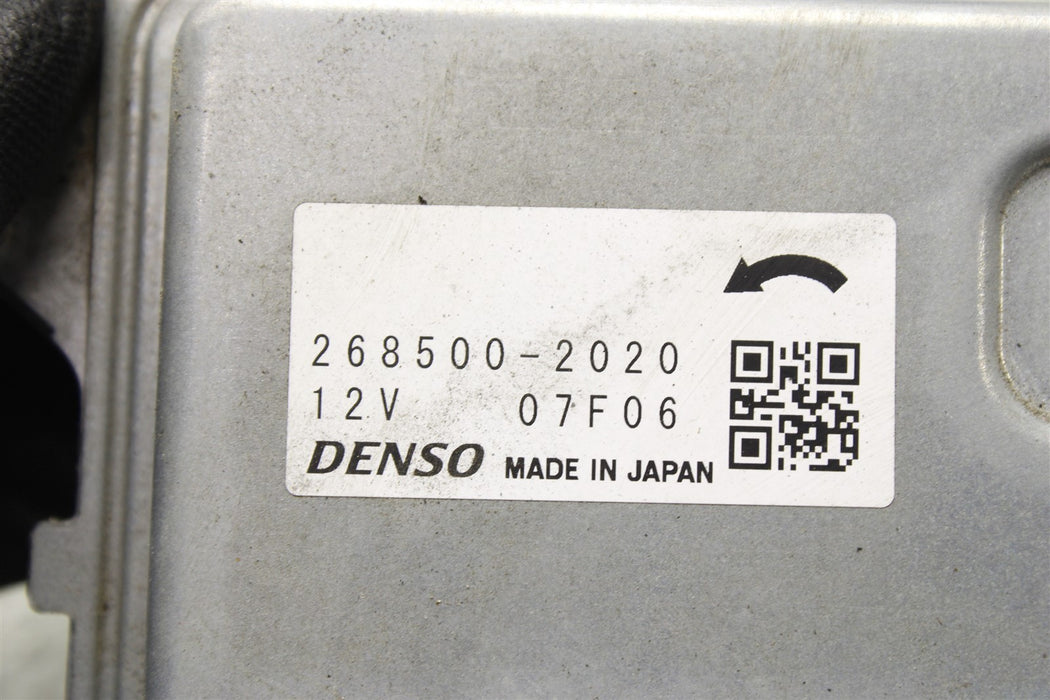 268500-2020
12V 07F06
DENSO MADE IN JAPAN